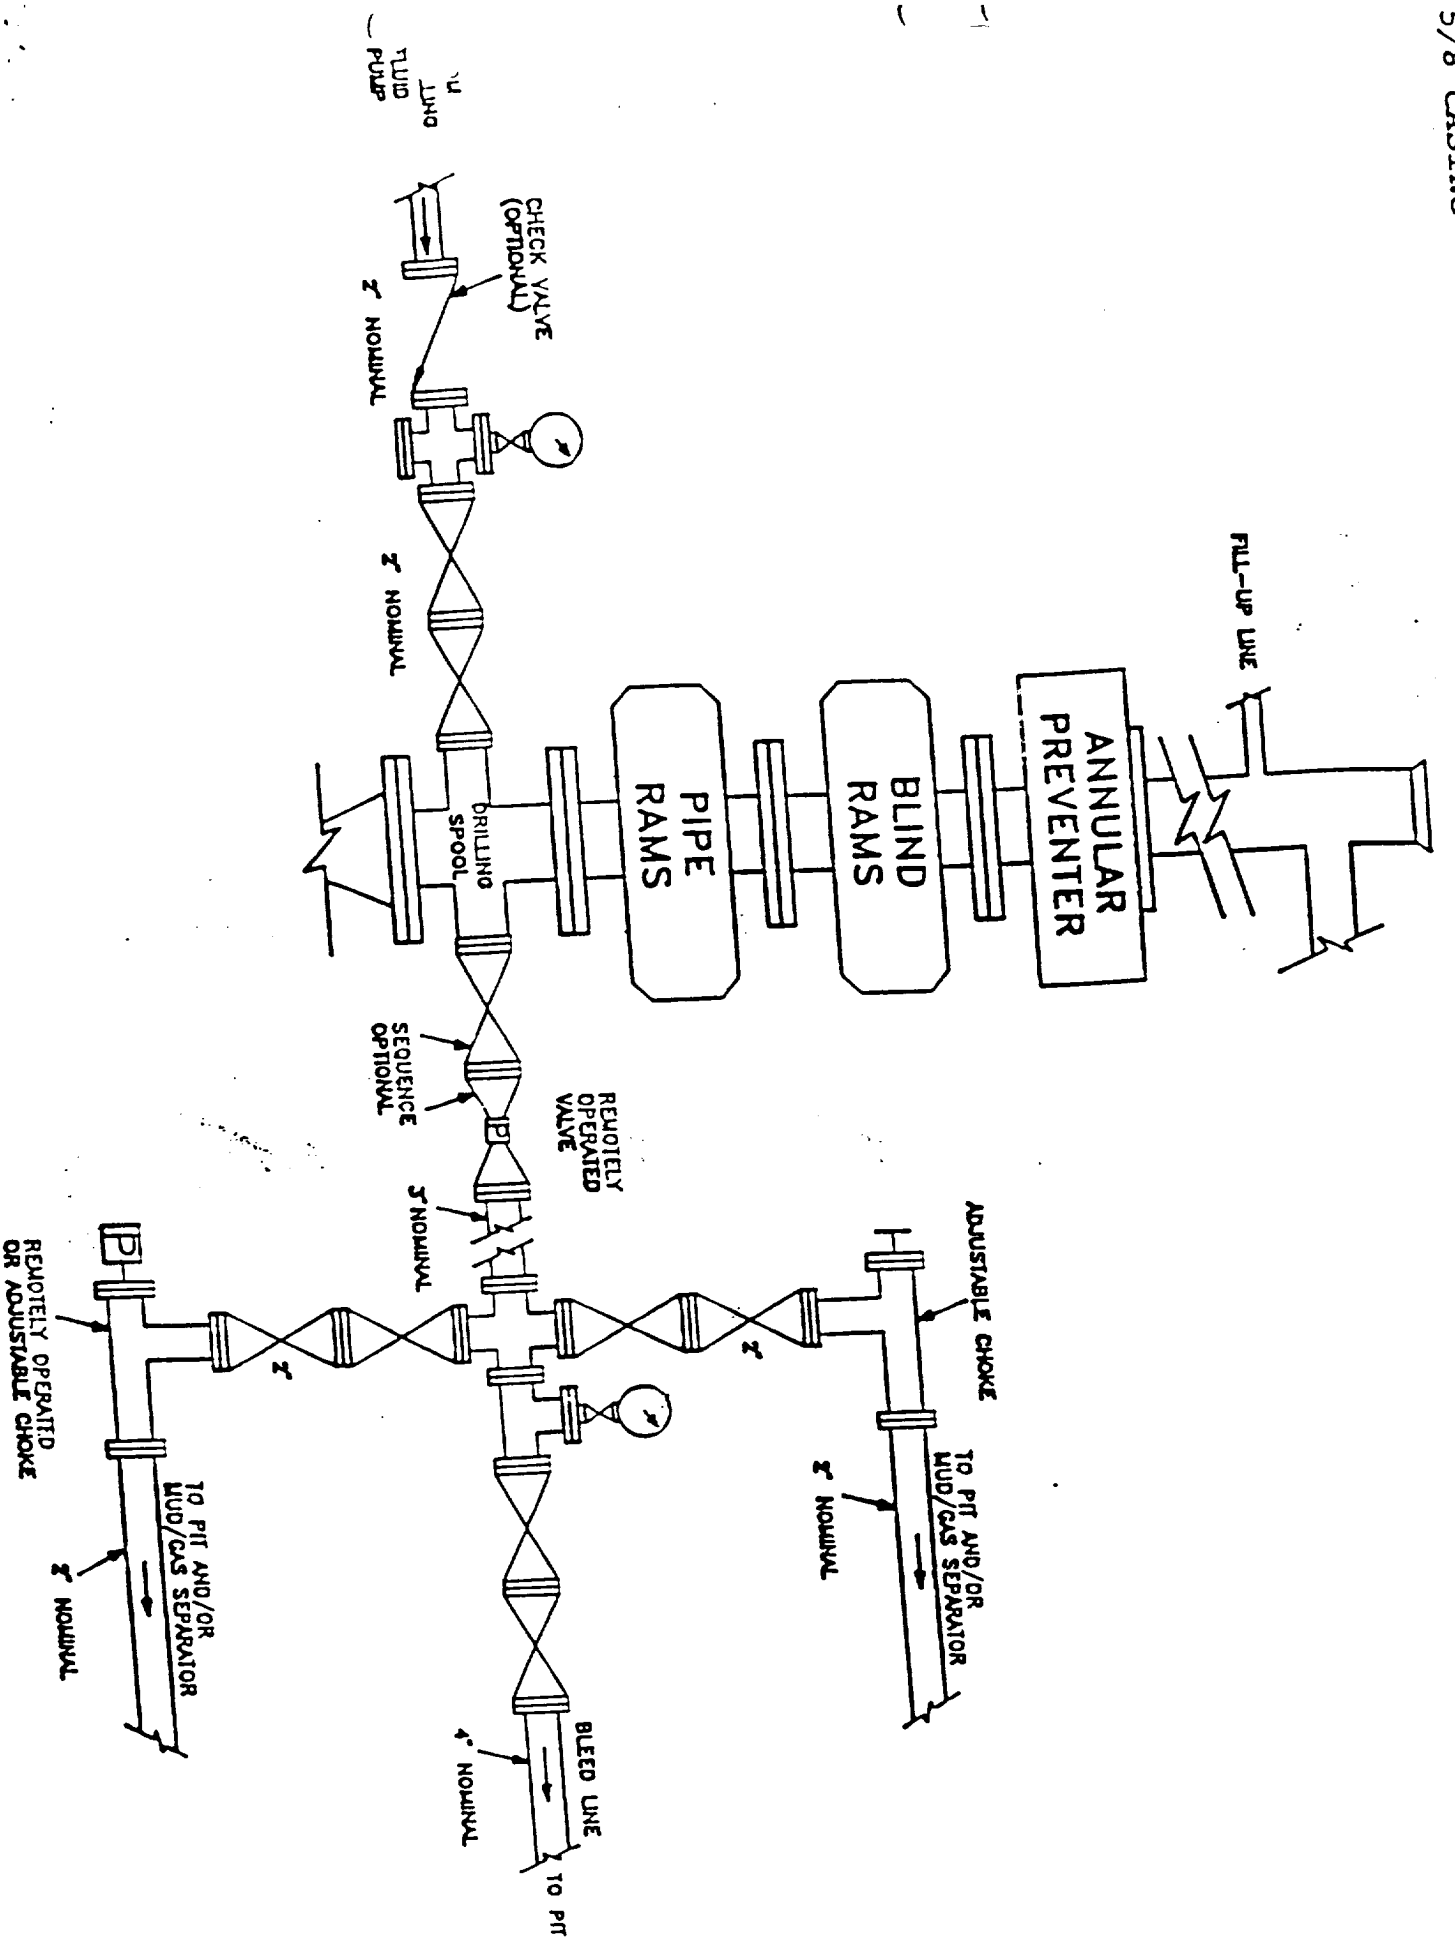 5/8 CASING
FILL-UP LINE
ANNULAR
PREVENTER
BLIND
RAMS
PIPE
RAMS
DRILLING
SPOOL
PUMP
CHECK VALVE
(OPTIONAL)
2" NOMINAL
2" NOMINAL
SEQUENCE
OPTIONAL
REMOTELY
OPERATED
VALVE
P
3" NOMINAL
ADJUSTABLE CHOKE
2"
TO PIT AND/OR
MUD/GAS SEPARATOR
2" NOMINAL
BLEED LINE
TO PIT
4" NOMINAL
2"
P
REMOTELY OPERATED
OR ADJUSTABLE CHOKE
TO PIT AND/OR
MUD/GAS SEPARATOR
2" NOMINAL